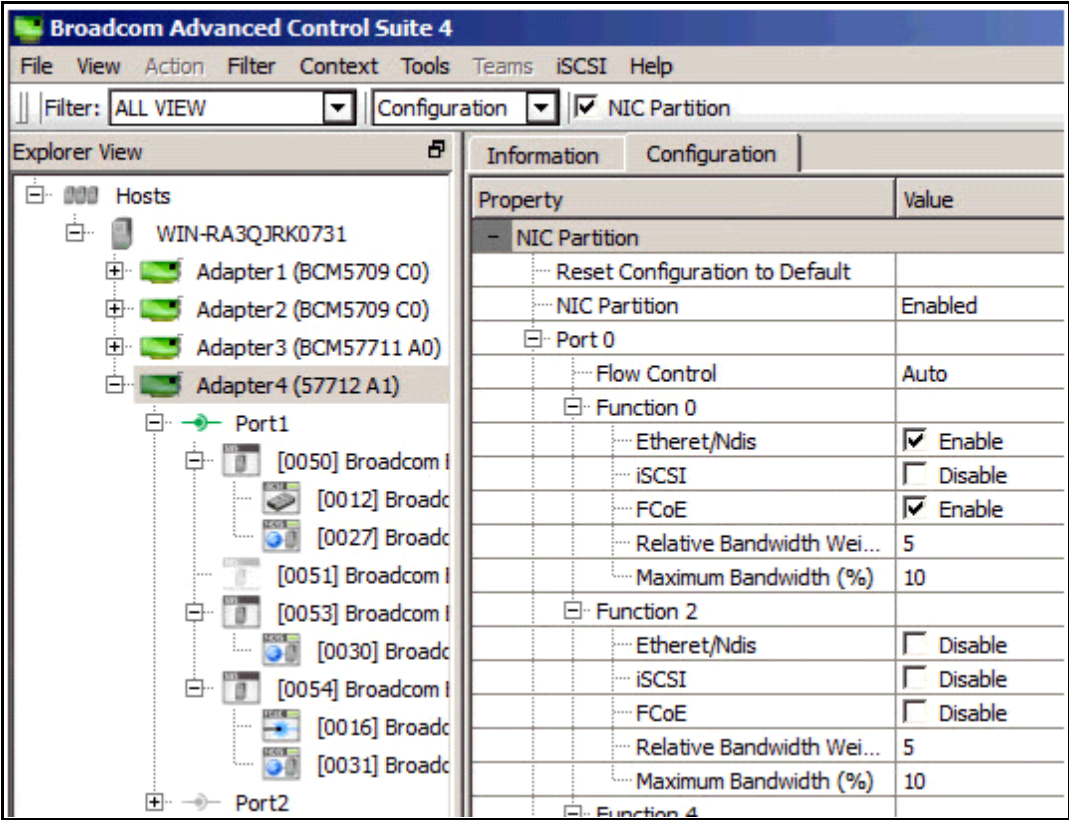 Broadcom Advanced Control Suite 4
File View Action Filter Context Tools Teams iSCSI Help
Filter: ALL VIEW Configuration NIC Partition
Explorer View
Hosts
WIN-RA3QJRK0731
Adapter1 (BCM5709 C0)
Adapter2 (BCM5709 C0)
Adapter3 (BCM57711 A0)
Adapter4 (57712 A1)
Port1
[0050] Broadcom
[0012] Broadc
[0027] Broadc
[0051] Broadcom
[0053] Broadcom
[0030] Broadc
[0054] Broadcom
[0016] Broadc
[0031] Broadc
Port2
Information Configuration
Property Value
NIC Partition
Reset Configuration to Default
NIC Partition Enabled
Port 0
Flow Control Auto
Function 0
Etheret/Ndis Enable
iSCSI Disable
FCoE Enable
Relative Bandwidth Wei... 5
Maximum Bandwidth (%) 10
Function 2
Etheret/Ndis Disable
iSCSI Disable
FCoE Disable
Relative Bandwidth Wei... 5
Maximum Bandwidth (%) 10
Function 4